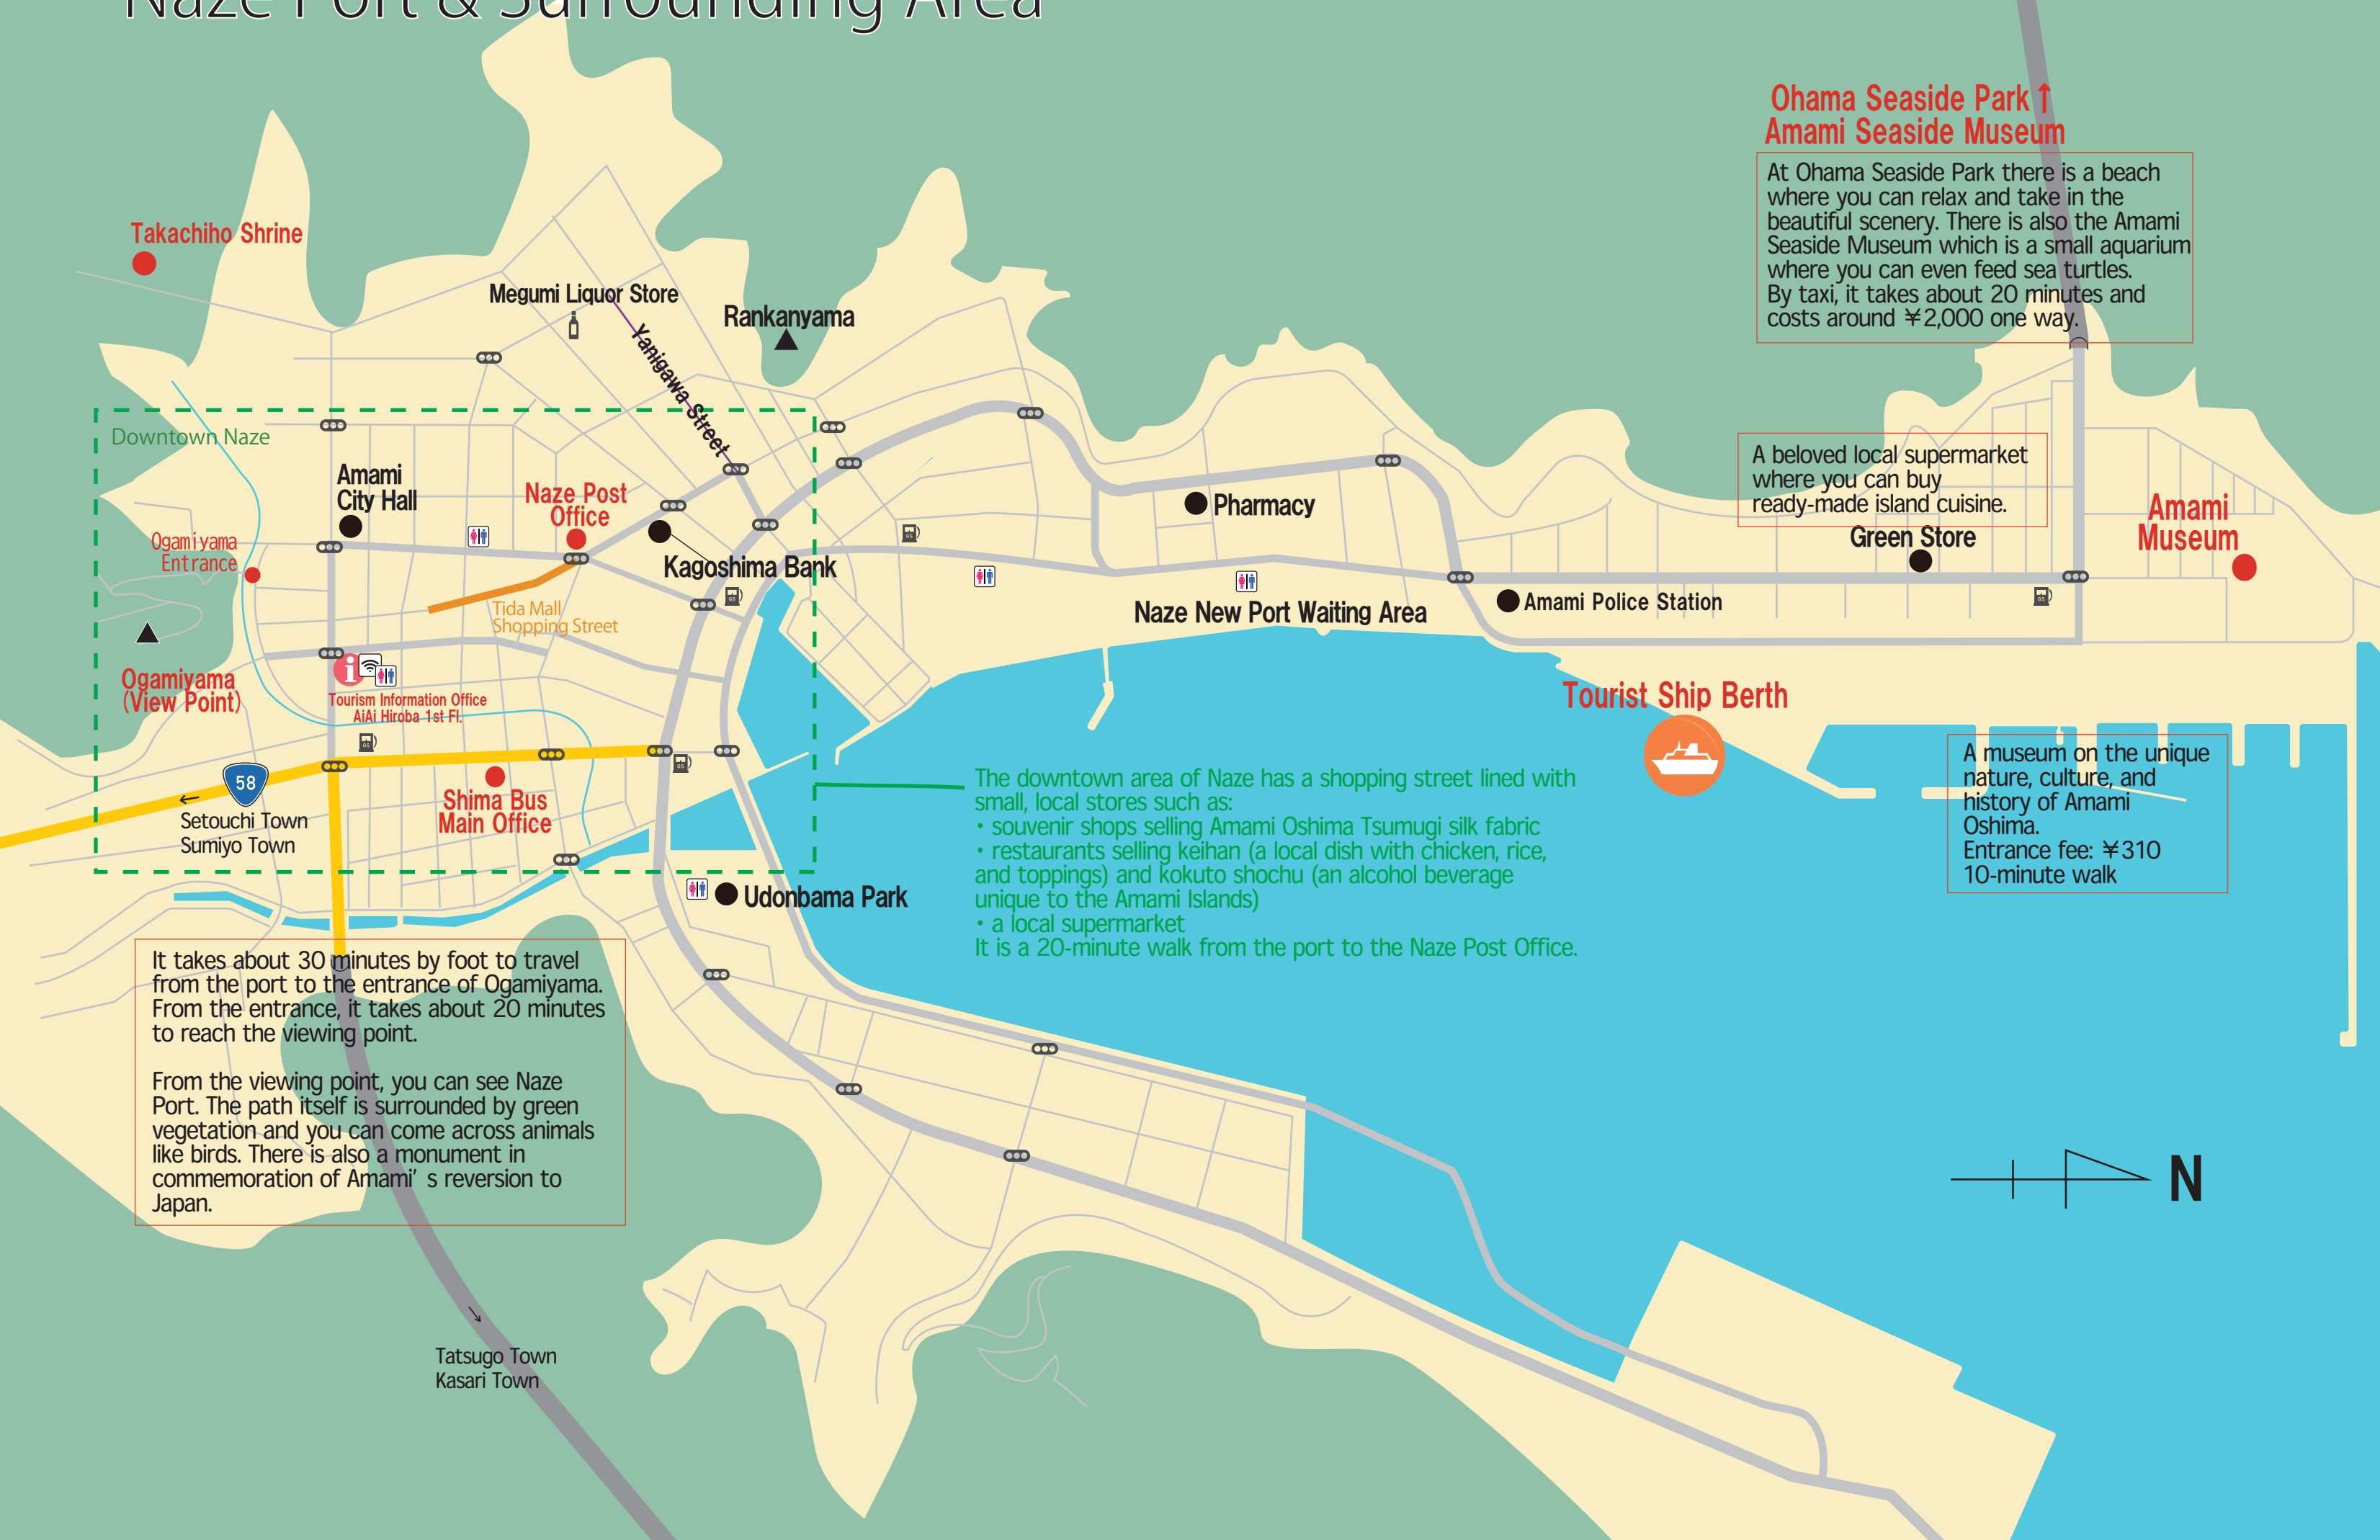 Naze Port & Surrounding Area
Ohama Seaside Park↑
Amami Seaside Museum
At Ohama Seaside Park there is a beach
where you can relax and take in the
beautiful scenery. There is also the Amami
Seaside Museum which is a small aquarium
where you can even feed sea turtles.
By taxi, it takes about 20 minutes and
costs around ¥2,000 one way.
Takachiho Shrine
Megumi Liquor Store
Rankanyama
Yanigawa Street
Downtown Naze
Amami
City Hall
Naze Post
Office
Pharmacy
A beloved local supermarket
where you can buy
ready-made island cuisine.
Green Store
Amami
Museum
Ogamiyama
Entrance
Kagoshima Bank
GS
GS
GS
Tida Mall
Shopping Street
Naze New Port Waiting Area
Amami Police Station
Ogamiyama
(View Point)
i
Tourism Information Office
AiAi Hiroba 1st Fl.
Tourist Ship Berth
GS
GS
58
←
Setouchi Town
Sumiyo Town
Shima Bus
Main Office
The downtown area of Naze has a shopping street lined with
small, local stores such as:
・souvenir shops selling Amami Oshima Tsumugi silk fabric
・restaurants selling keihan (a local dish with chicken, rice,
and toppings) and kokuto shochu (an alcohol beverage
unique to the Amami Islands)
・a local supermarket
It is a 20-minute walk from the port to the Naze Post Office.
A museum on the unique
nature, culture, and
history of Amami
Oshima.
Entrance fee: ¥310
10-minute walk
Udonbama Park
It takes about 30 minutes by foot to travel
from the port to the entrance of Ogamiyama.
From the entrance, it takes about 20 minutes
to reach the viewing point.
From the viewing point, you can see Naze
Port. The path itself is surrounded by green
vegetation and you can come across animals
like birds. There is also a monument in
commemoration of Amami’s reversion to
Japan.
N
Tatsugo Town
Kasari Town